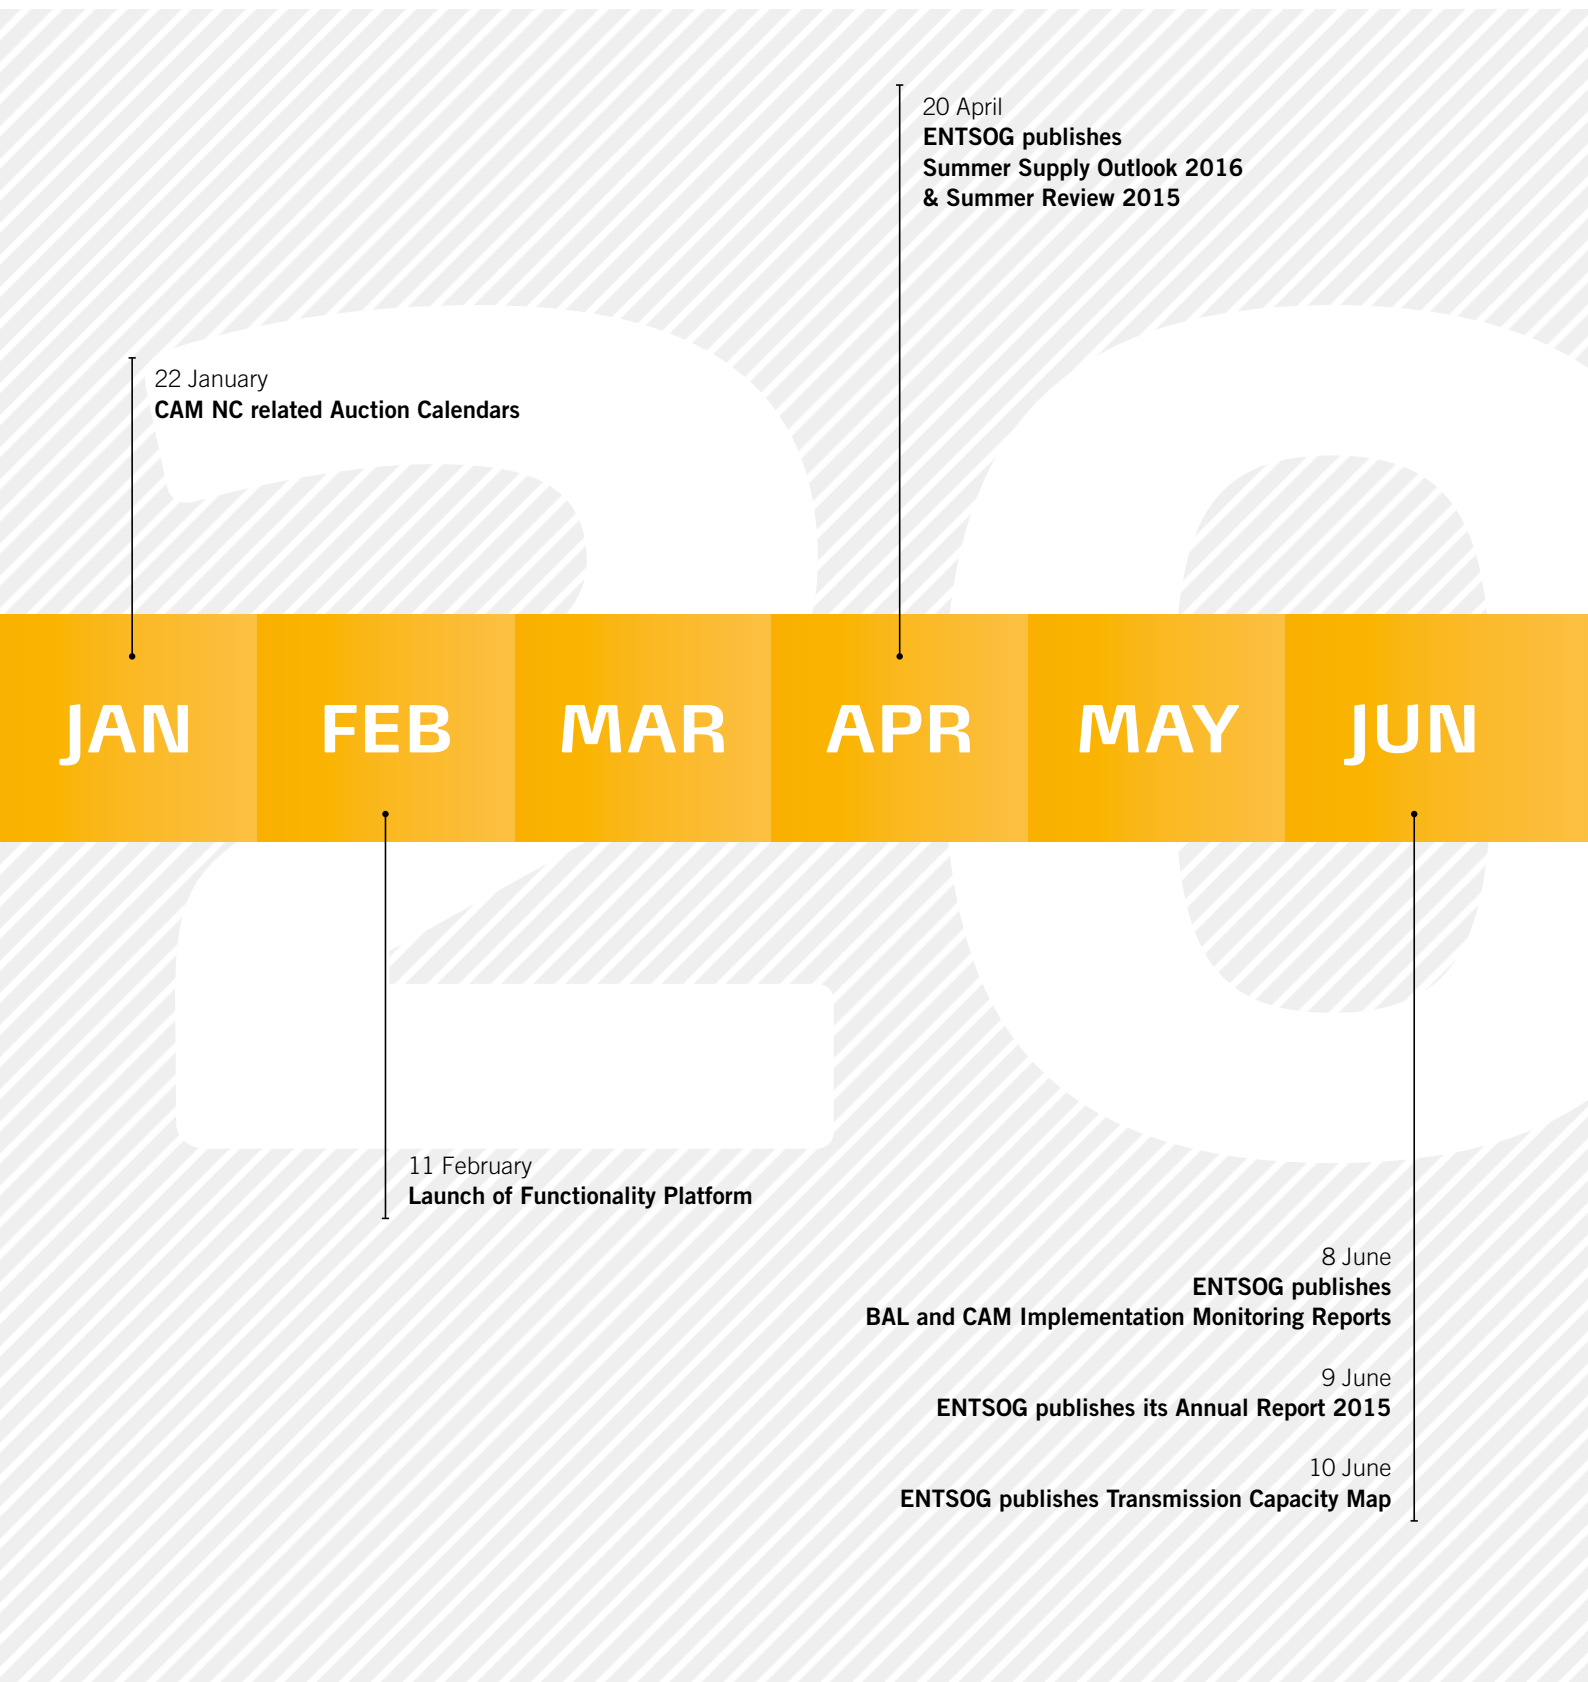 20 April
ENTSOG publishes
Summer Supply Outlook 2016
& Summer Review 2015
22 January
CAM NC related Auction Calendars
JAN FEB MAR APR MAY JUN
11 February
Launch of Functionality Platform
8 June
ENTSOG publishes
BAL and CAM Implementation Monitoring Reports
9 June
ENTSOG publishes its Annual Report 2015
10 June
ENTSOG publishes Transmission Capacity Map
20